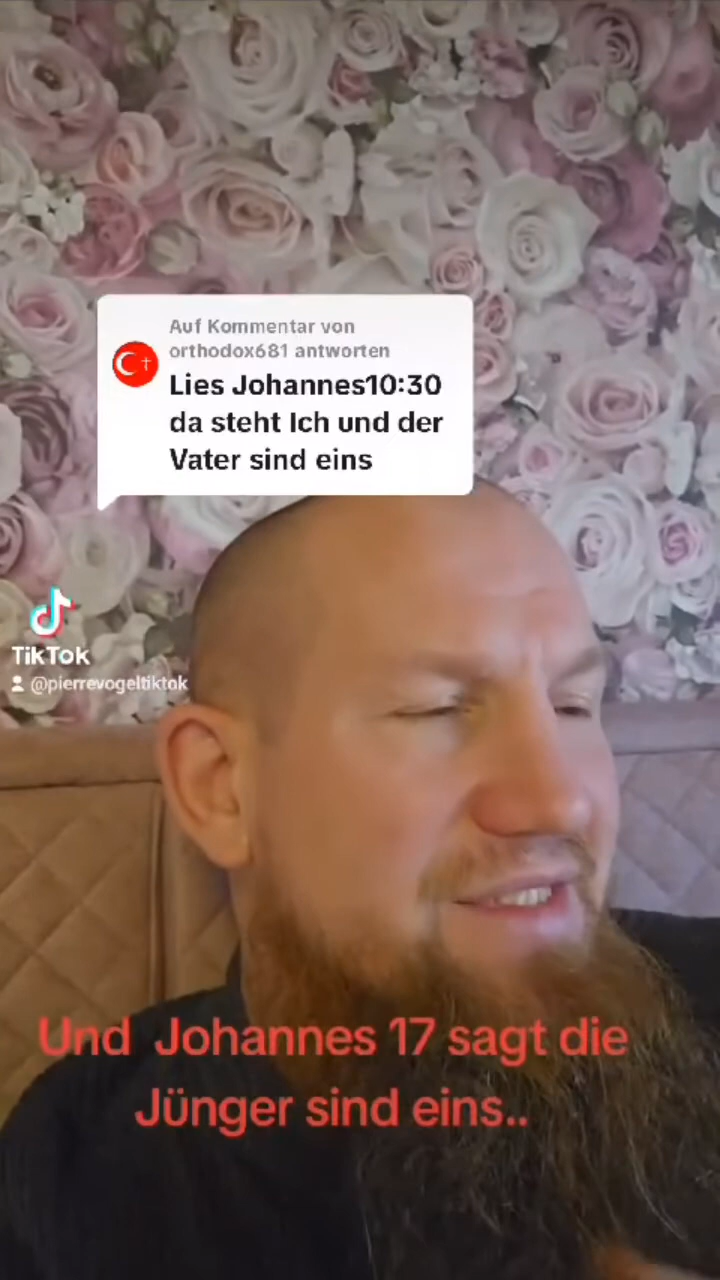 Auf Kommentar von
orthodox681 antworten
Lies Johannes10:30
da steht Ich und der
Vater sind eins
TikTok
@pierrevogeltiktok
Und Johannes 17 sagt die
Jünger sind eins..